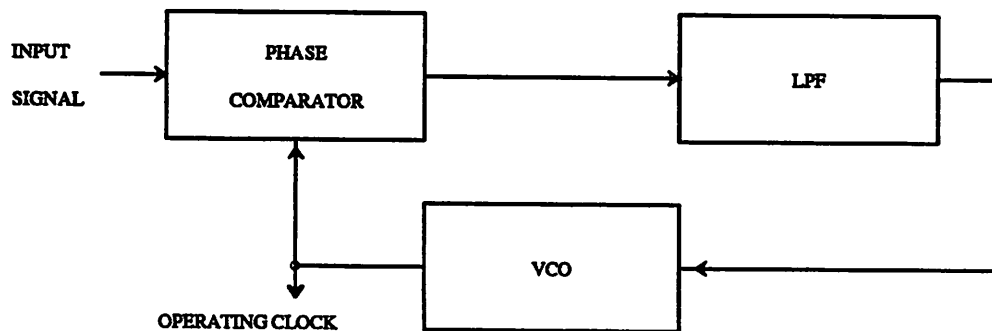 INPUT
SIGNAL
PHASE
COMPARATOR
LPF
VCO
OPERATING CLOCK